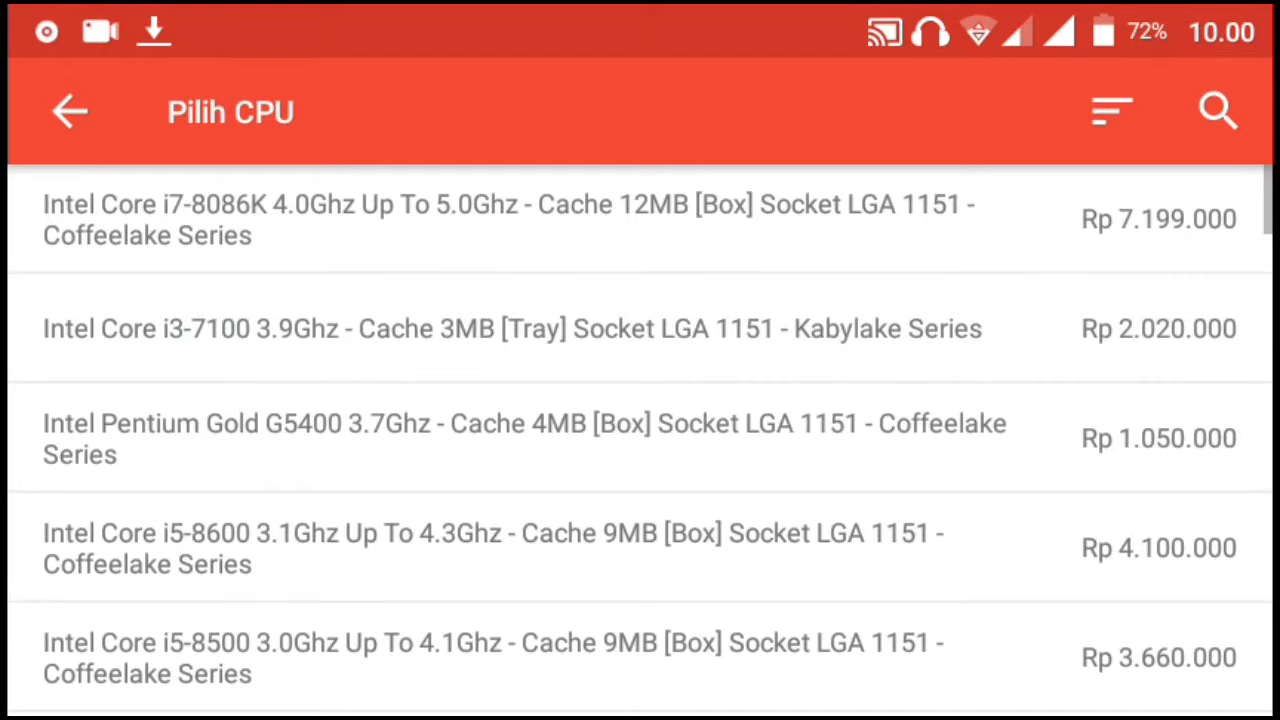 72% 10.00
Pilih CPU
Intel Core i7-8086K 4.0Ghz Up To 5.0Ghz - Cache 12MB [Box] Socket LGA 1151 -
Coffeelake Series
Rp 7.199.000
Intel Core i3-7100 3.9Ghz - Cache 3MB [Tray] Socket LGA 1151 - Kabylake Series
Rp 2.020.000
Intel Pentium Gold G5400 3.7Ghz - Cache 4MB [Box] Socket LGA 1151 - Coffeelake
Series
Rp 1.050.000
Intel Core i5-8600 3.1Ghz Up To 4.3Ghz - Cache 9MB [Box] Socket LGA 1151 -
Coffeelake Series
Rp 4.100.000
Intel Core i5-8500 3.0Ghz Up To 4.1Ghz - Cache 9MB [Box] Socket LGA 1151 -
Coffeelake Series
Rp 3.660.000